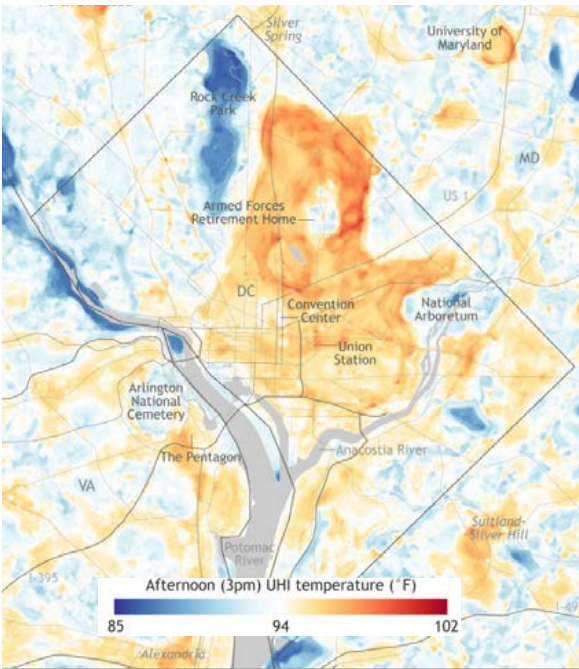 Silver
Spring
University of
Maryland
Rock Creek
Park
MD
US 1
Armed Forces
Retirement Home
DC
Convention
Center
National
Arboretum
Union
Station
Arlington
National
Cemetery
The Pentagon
Anacostia River
VA
Suitland-
Silver Hill
Potomac
River
I-395
Afternoon (3pm) UHI temperature (°F)
85
94
102
Alexandria